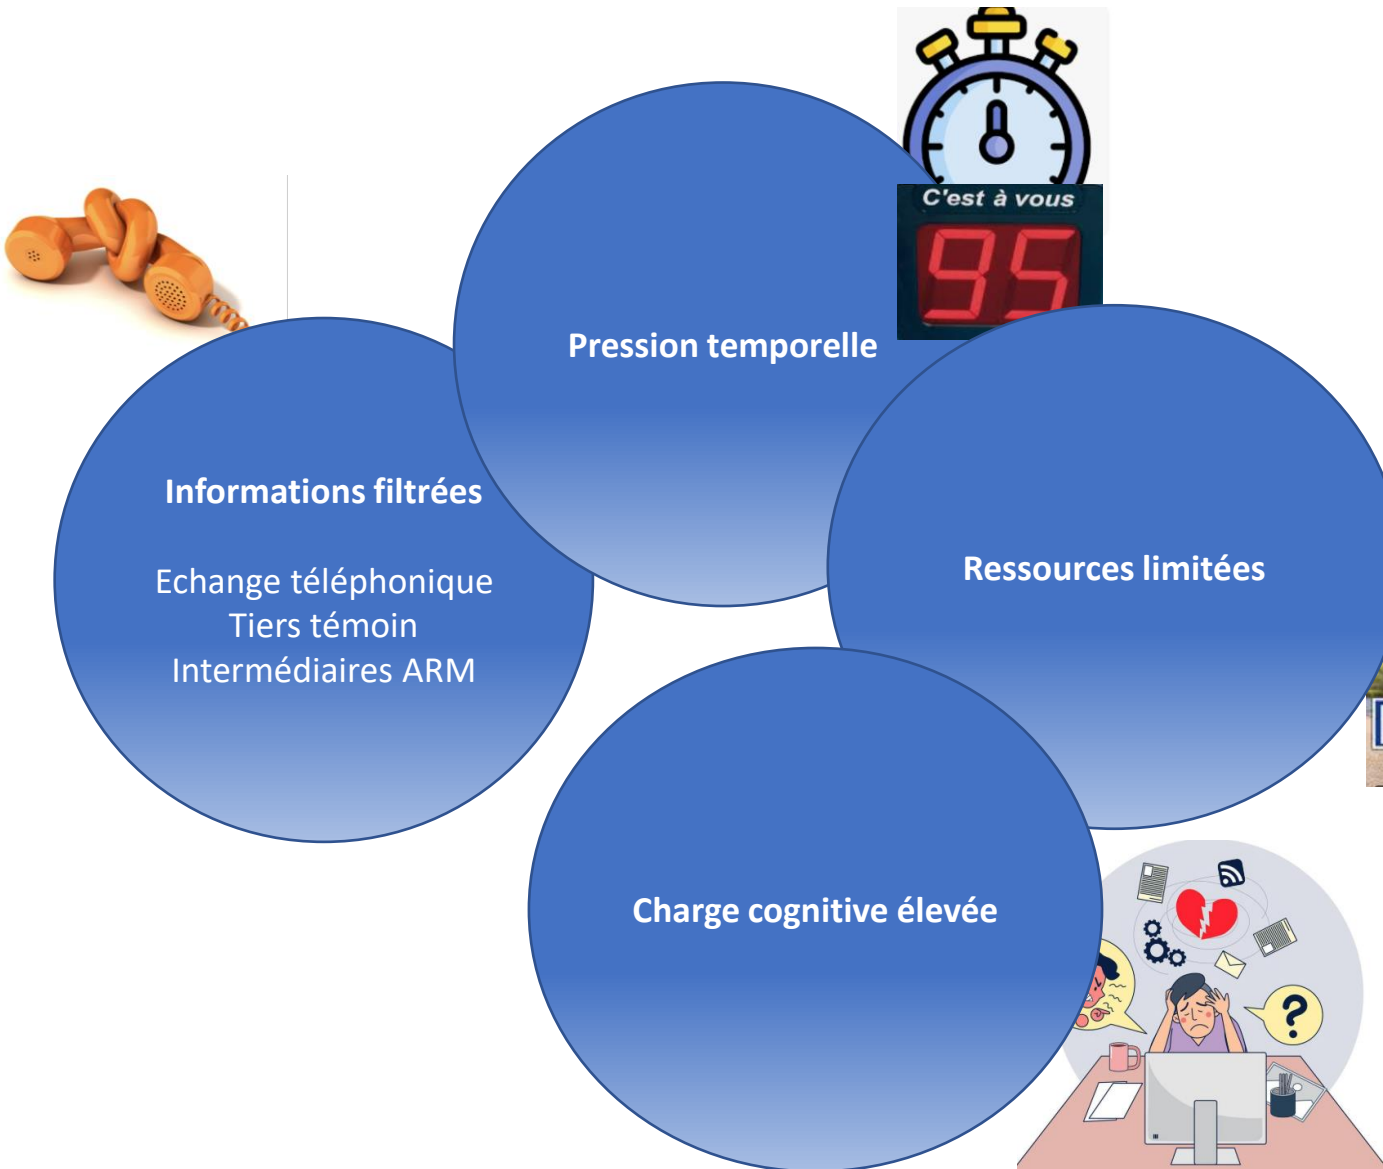 C'est à vous
95
Pression temporelle
Informations filtrées
Echange téléphonique
Tiers témoin
Intermédiaires ARM
Ressources limitées
Charge cognitive élevée
?